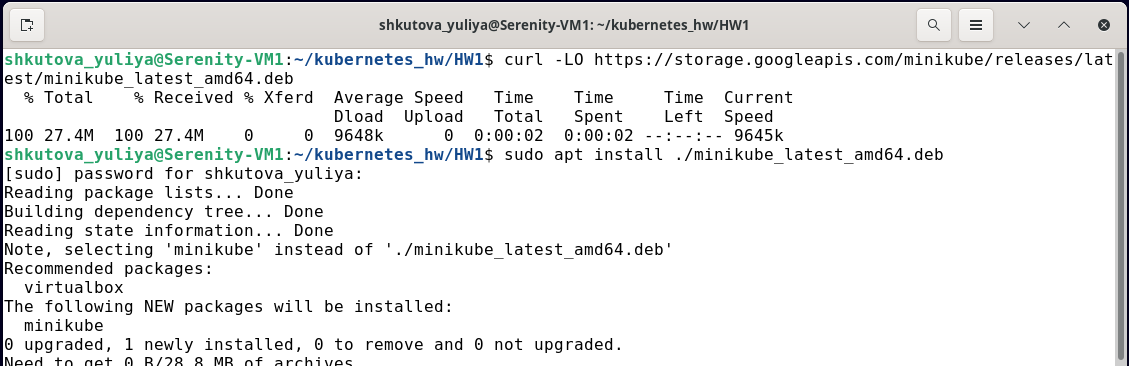 shkutova_yuliya@Serenity-VM1: ~/kubernetes_hw/HW1
shkutova_yuliya@Serenity-VM1:~/kubernetes_hw/HW1$ curl -LO https://storage.googleapis.com/minikube/releases/lat
est/minikube_latest_amd64.deb
  % Total    % Received % Xferd  Average Speed   Time    Time     Time  Current
                                 Dload  Upload   Total   Spent    Left  Speed
100 27.4M  100 27.4M    0     0  9648k      0  0:00:02  0:00:02 --:--:-- 9645k
shkutova_yuliya@Serenity-VM1:~/kubernetes_hw/HW1$ sudo apt install ./minikube_latest_amd64.deb
[sudo] password for shkutova_yuliya:
Reading package lists... Done
Building dependency tree... Done
Reading state information... Done
Note, selecting 'minikube' instead of './minikube_latest_amd64.deb'
Recommended packages:
  virtualbox
The following NEW packages will be installed:
  minikube
0 upgraded, 1 newly installed, 0 to remove and 0 not upgraded.
Need to get 0 B/28.8 MB of archives.